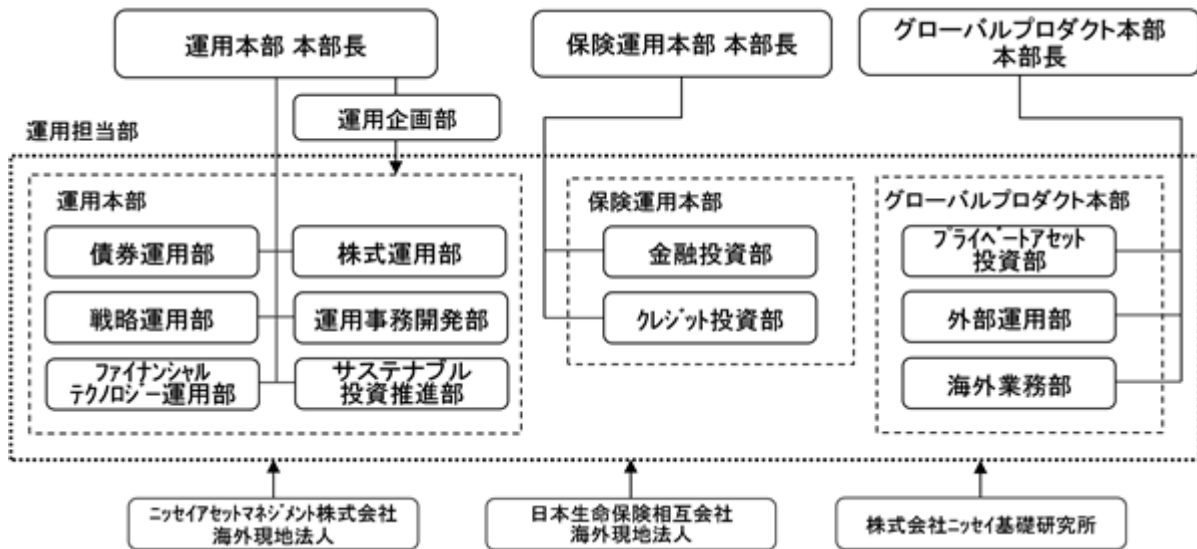 運用本部 本部長
保険運用本部 本部長
グローバルプロダクト本部
本部長
運用企画部
運用担当部
運用本部
債券運用部
株式運用部
戦略運用部
運用事務開発部
ファイナンシャル
テクノロジー運用部
サステナブル
投資推進部
保険運用本部
金融投資部
クレジット投資部
グローバルプロダクト本部
プライベートアセット
投資部
外部運用部
海外業務部
ニッセイアセットマネジメント株式会社
海外現地法人
日本生命保険相互会社
海外現地法人
株式会社ニッセイ基礎研究所